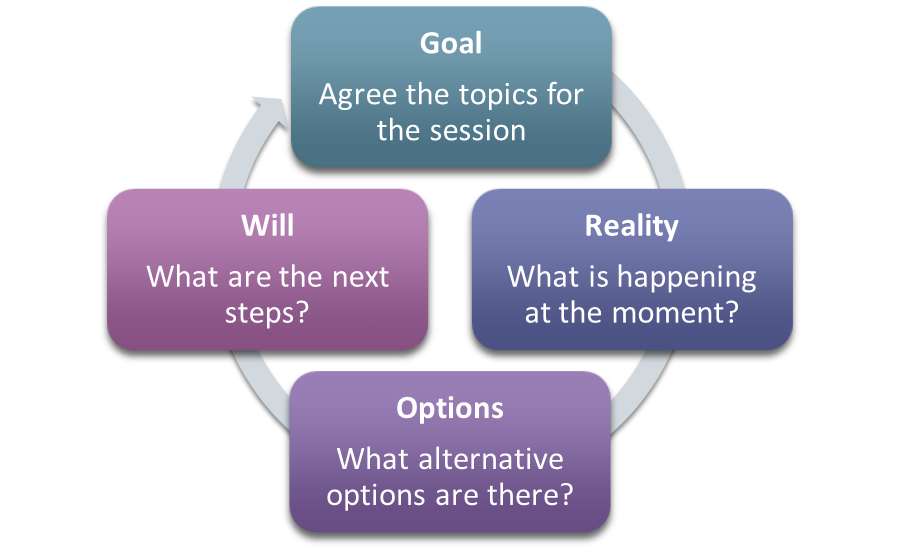 Goal
Agree the topics for
the session
Reality
What is happening
at the moment?
Options
What alternative
options are there?
Will
What are the next
steps?